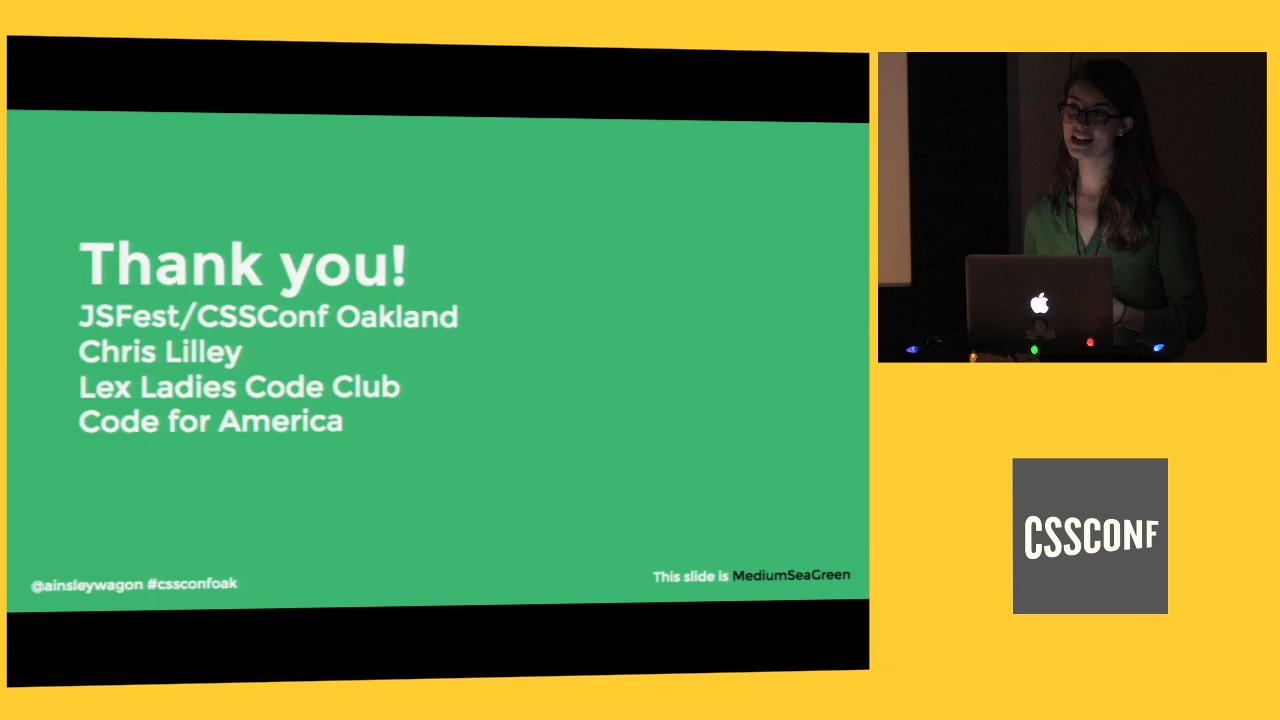 Thank you!
JSFest/CSSConf Oakland
Chris Lilley
Lex Ladies Code Club
Code for America
@ainsleywagon #cssconfoak
This slide is MediumSeaGreen
CSSCONF